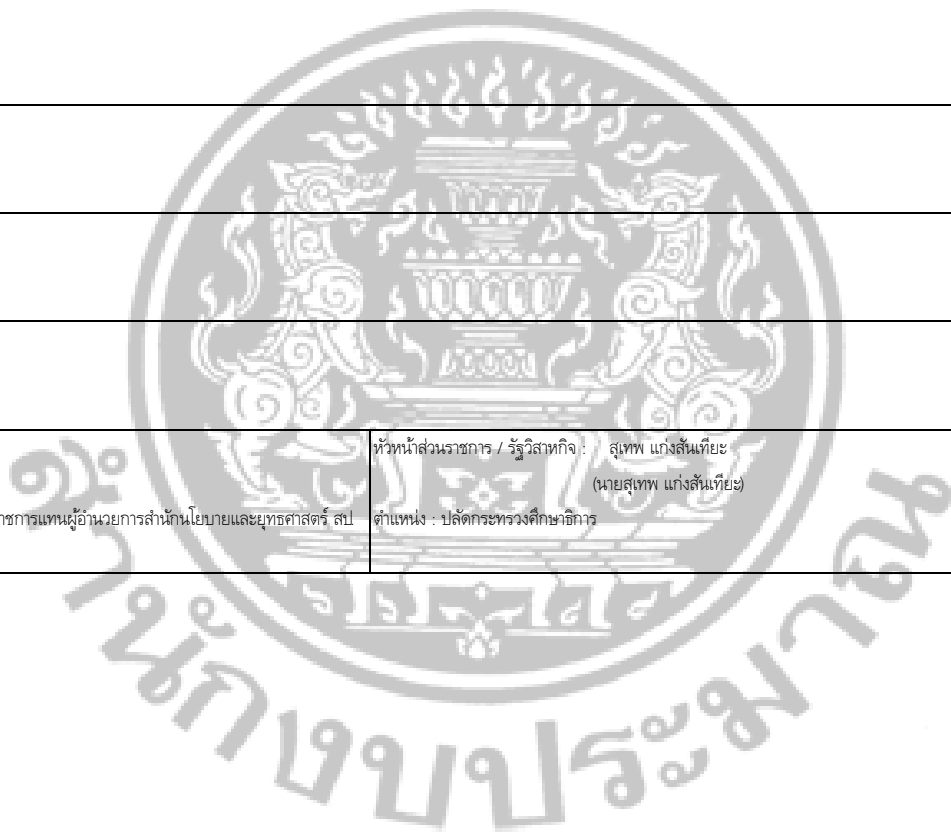 หัวหน้าส่วนราชการ / รัฐวิสาหกิจ : สุเทพ แก่งสันเทียะ
(นายสุเทพ แก่งสันเทียะ)
าชการแทนผู้อำนวยการสำนักนโยบายและยุทธศาสตร์ สป
ตำแหน่ง : ปลัดกระทรวงศึกษาธิการ
สำนักงบประมาณ